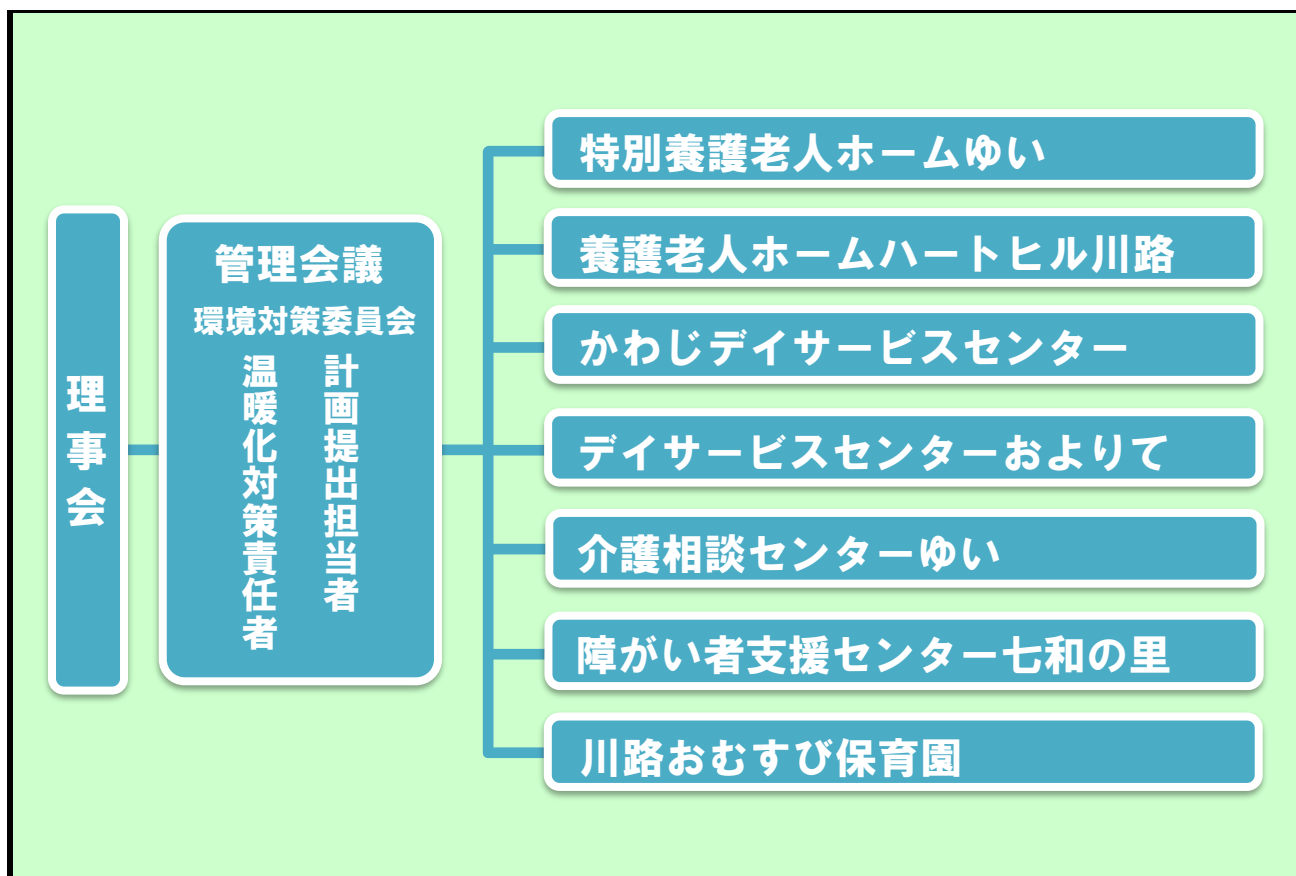 理事会
管理会議
環境対策委員会
計画提出担当者
温暖化対策責任者
特別養護老人ホームゆい
養護老人ホームハートヒル川路
かわじデイサービスセンター
デイサービスセンターおよりて
介護相談センターゆい
障がい者支援センター七和の里
川路おむすび保育園